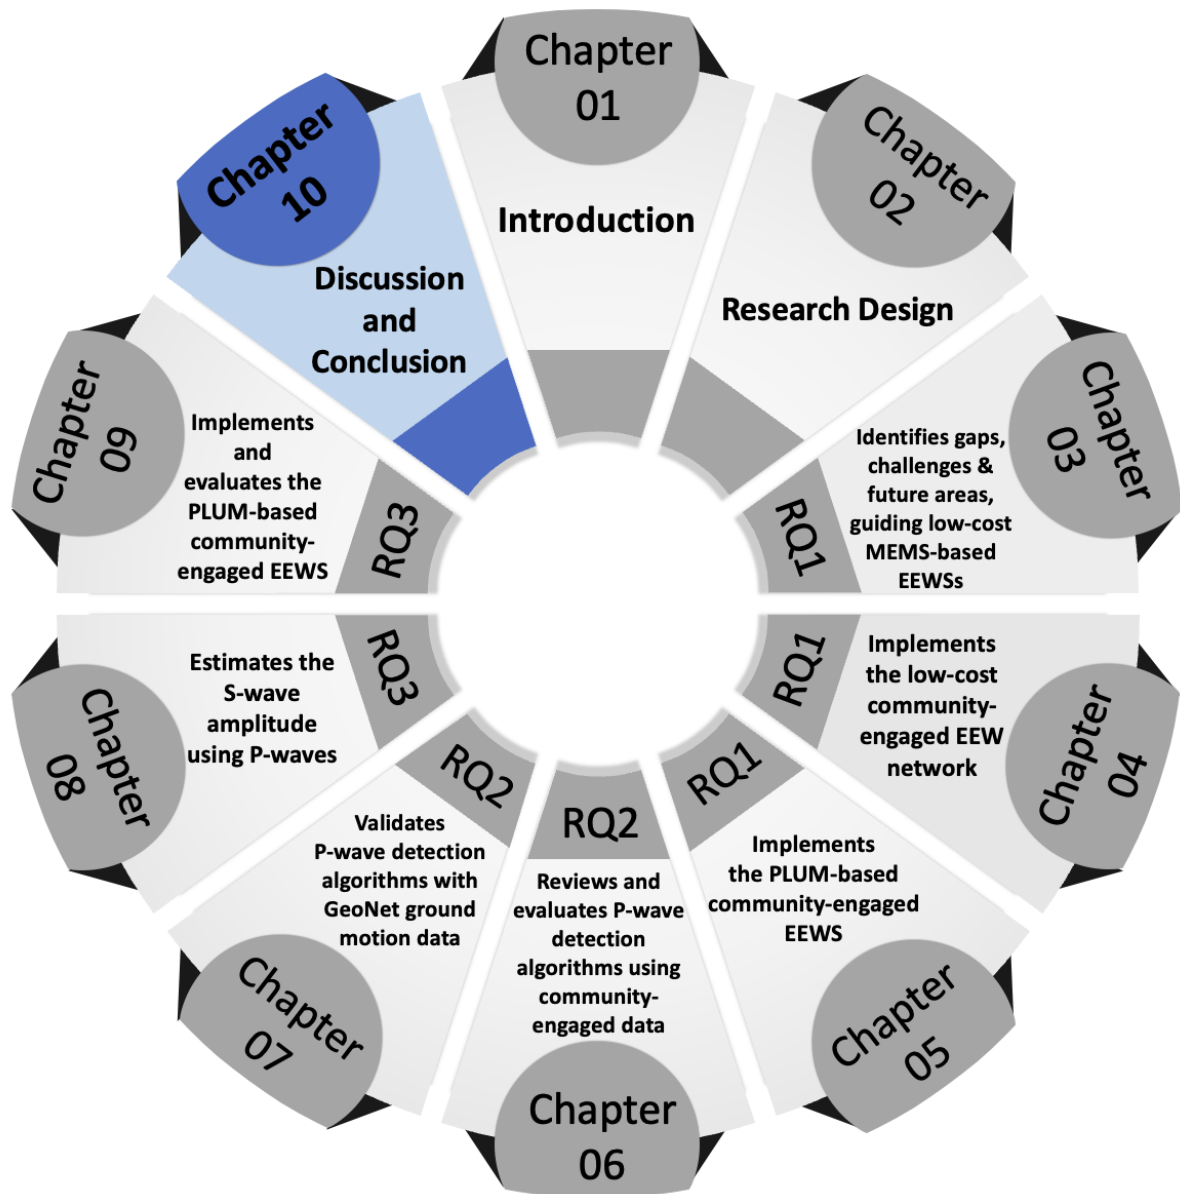 Chapter
01
Introduction
Chapter
02
Research Design
Chapter
03
Identifies gaps,
challenges &
future areas,
guiding low-cost
MEMS-based
EEWSs
RQ1
Chapter
04
Implements
the low-cost
community-
engaged EEW
network
RQ1
Chapter
05
Implements
the PLUM-based
community-engaged
EEWS
RQ1
Chapter
06
Reviews and
evaluates P-wave
detection
algorithms using
community-
engaged data
RQ2
Chapter
07
Validates
P-wave detection
algorithms with
GeoNet ground
motion data
RQ2
Chapter
08
Estimates the
S-wave
amplitude
using P-waves
RQ3
Chapter
09
Implements
and
evaluates the
PLUM-based
community-
engaged EEWS
RQ3
Chapter
10
Discussion
and
Conclusion